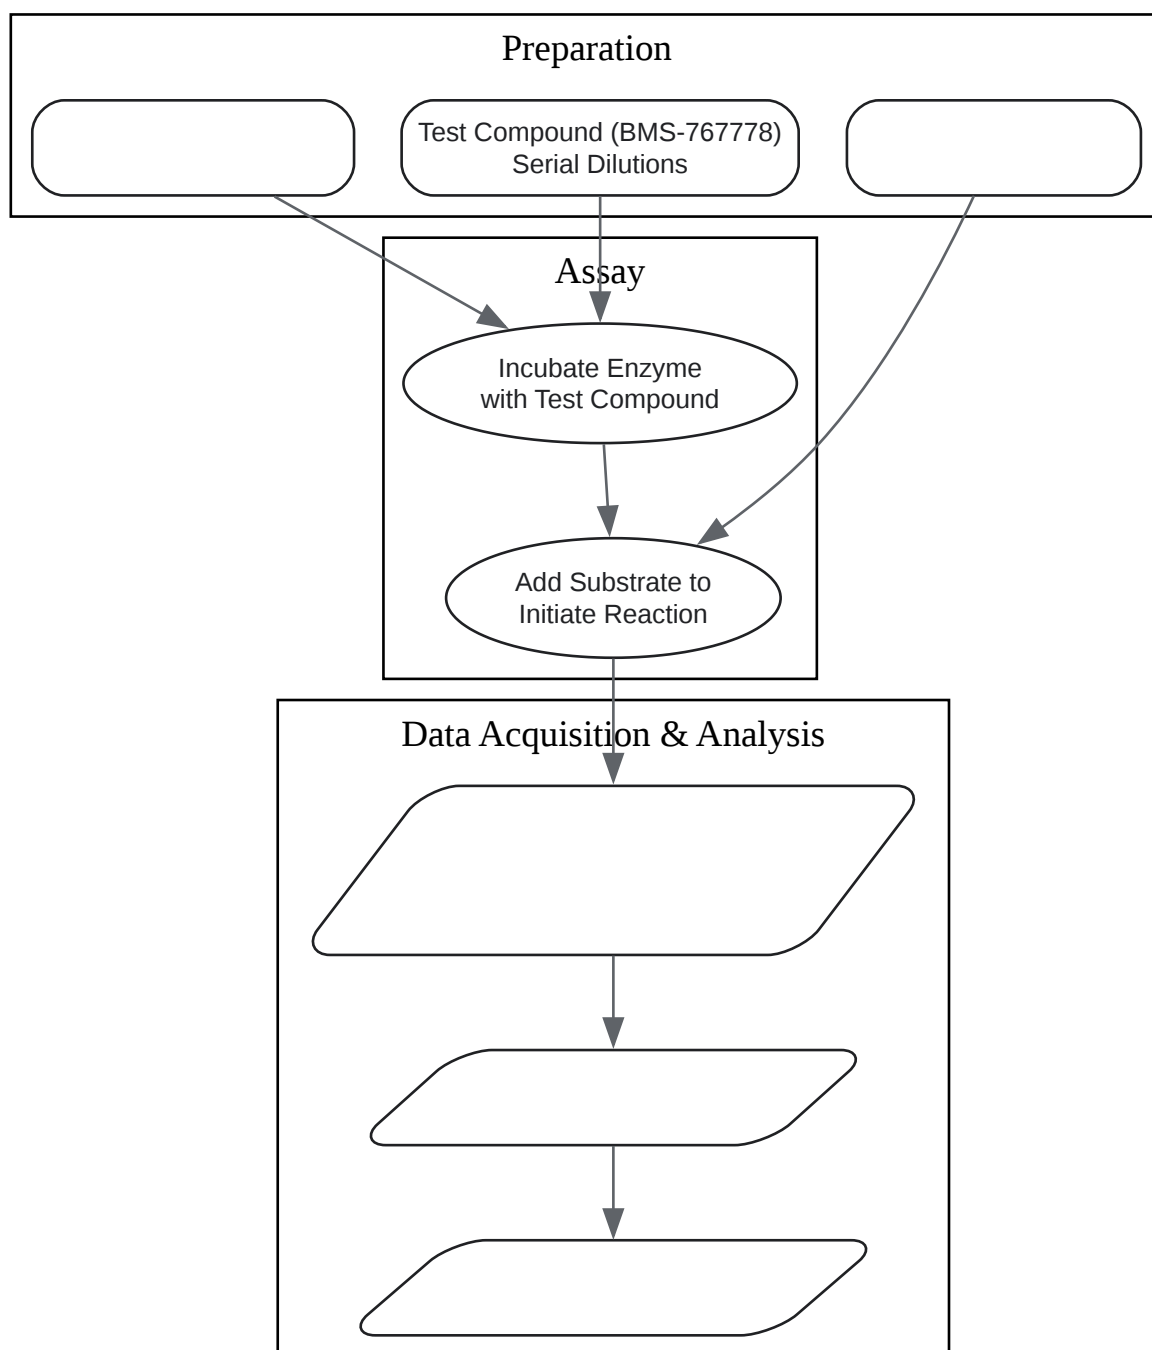 Preparation
Test Compound (BMS-767778)
Serial Dilutions
Assay
Incubate Enzyme
with Test Compound
Add Substrate to
Initiate Reaction
Data Acquisition & Analysis